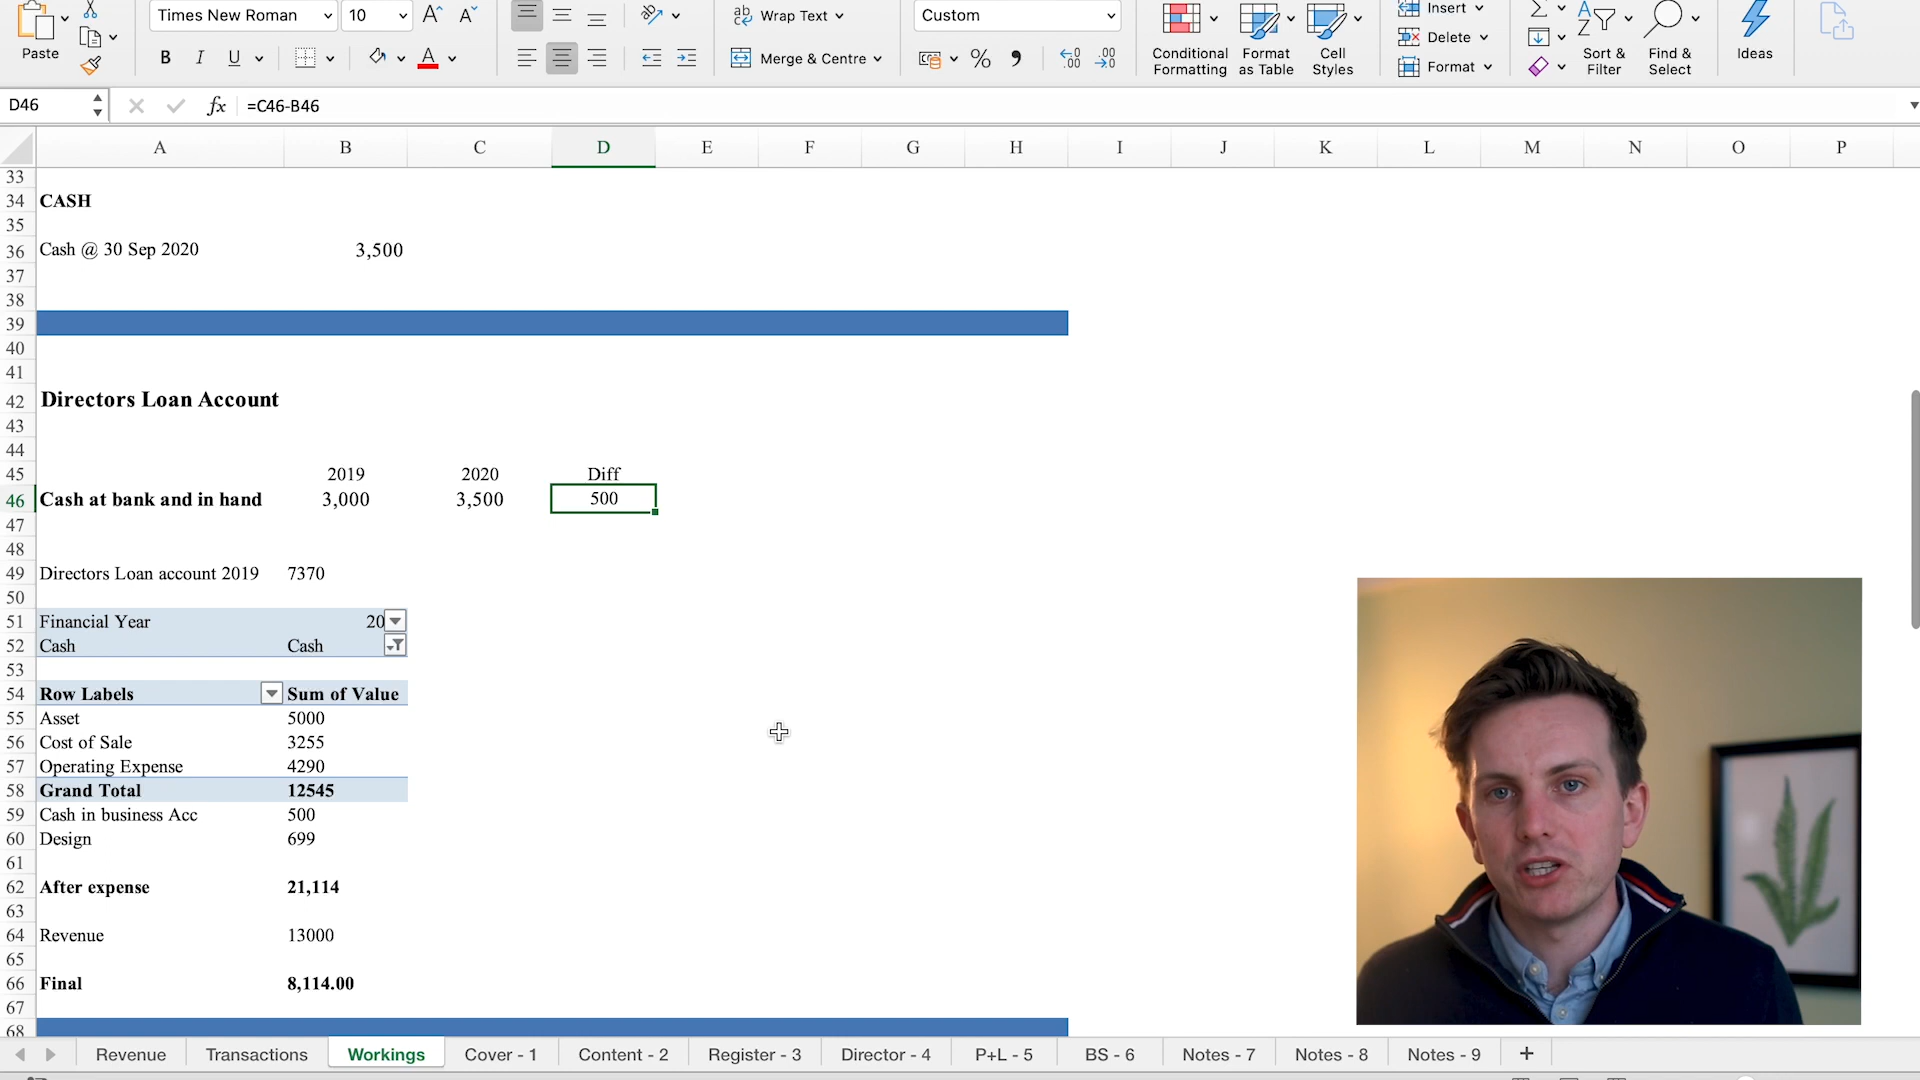 Paste
Times New Roman 10
Wrap Text
Custom
Insert
B I U
Merge & Centre
%
Conditional Formatting
Format as Table
Cell Styles
Delete
Format
Sort & Filter
Find & Select
Ideas
D46 fx =C46-B46
A B C D E F G H I J K L M N O P
33
34 CASH
35
36 Cash @ 30 Sep 2020 3,500
37
38
39
40
41
42 Directors Loan Account
43
44
45 2019 2020 Diff
46 Cash at bank and in hand 3,000 3,500 500
47
48
49 Directors Loan account 2019 7370
50
51 Financial Year 20
52 Cash Cash
53
54 Row Labels Sum of Value
55 Asset 5000
56 Cost of Sale 3255
57 Operating Expense 4290
58 Grand Total 12545
59 Cash in business Acc 500
60 Design 699
61
62 After expense 21,114
63
64 Revenue 13000
65
66 Final 8,114.00
67
68
Revenue Transactions Workings Cover - 1 Content - 2 Register - 3 Director - 4 P+L - 5 BS - 6 Notes - 7 Notes - 8 Notes - 9 +